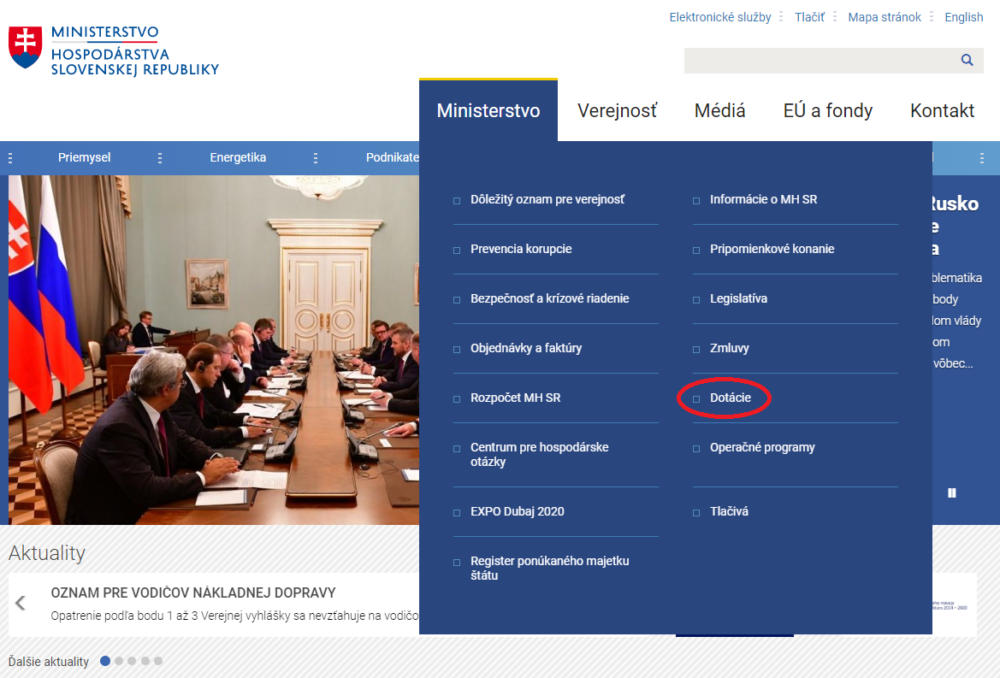 Elektronické služby
Tlačiť
Mapa stránok
English
MINISTERSTVO
HOSPODÁRSTVA
SLOVENSKEJ REPUBLIKY
Ministerstvo
Verejnosť
Médiá
EÚ a fondy
Kontakt
Priemysel
Energetika
Podnikate
Dôležitý oznam pre verejnosť
Informácie o MH SR
Prevencia korupcie
Pripomienkové konanie
Bezpečnosť a krízové riadenie
Legislatíva
Objednávky a faktúry
Zmluvy
Rozpočet MH SR
Dotácie
Centrum pre hospodárske
otázky
Operačné programy
EXPO Dubaj 2020
Tlačivá
Register ponúkaného majetku
štátu
Rusko
e
a
blematika
body
lom vlády
om
vôbec...
Aktuality
OZNAM PRE VODIČOV NÁKLADNEJ DOPRAVY
Opatrenie podľa bodu 1 až 3 Verejnej vyhlášky sa nevzťahuje na vodičo
Ďalšie aktuality